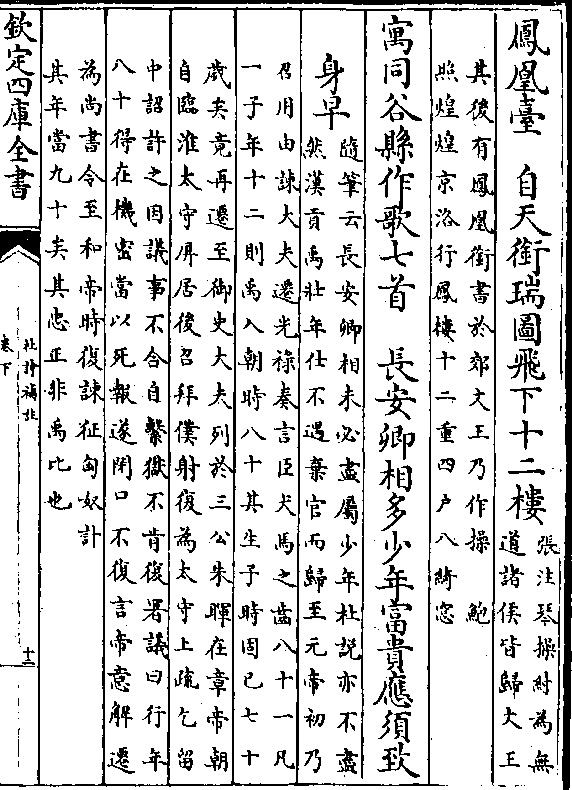 鳳凰臺　自天銜瑞圖飛下十二樓
張注琴操紂為無
道諸侯皆歸文王
其後有鳳凰銜書於郊文王乃作操　鮑
照煌煌京洛行鳳樓十二重四户八綺窓
寓同谷縣作歌七首　長安卿相多少年富貴應須致
身早
隨筆云長安卿相未必盡屬少年杜説亦不盡
然漢貢禹壯年仕不遇棄官而歸至元帝初乃
召用由諫大夫遷光祿奏言臣犬馬之齒八十一凡
一子年十二則禹入朝時八十其生子時固已七十
歲矣竟再遷至御史大夫列於三公朱暉在章帝朝
自臨淮太守屏居後召拜僕射復為太守上疏乞留
中詔許之因議事不合自繫獄不肯復署議曰行年
八十得在機密當以死報遂閉口不復言帝意解遷
為尚書令至和帝時復諫征匈奴計
其年當九十矣其忠正非禹比也
欽定四庫全書
杜詩補註
卷下
十二